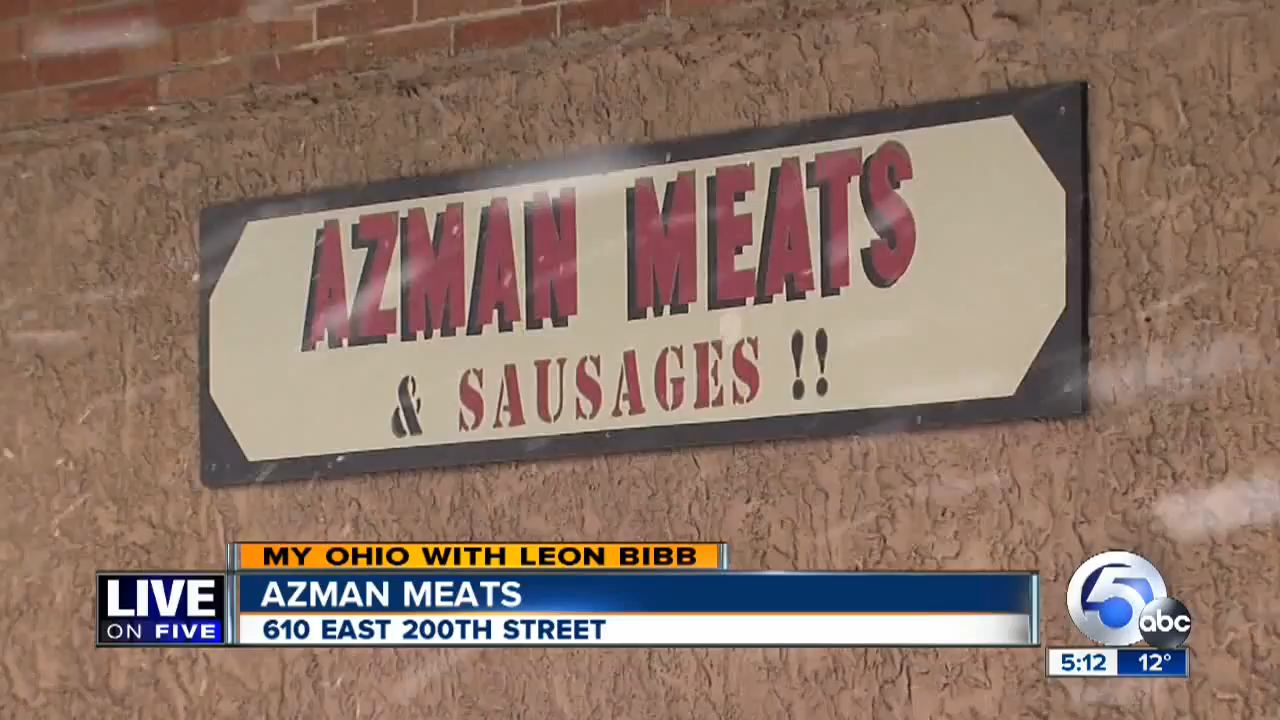 AZMAN MEATS
& SAUSAGES !!
MY OHIO WITH LEON BIBB
LIVE
ON FIVE
AZMAN MEATS
610 EAST 200TH STREET
5
abc
5:12 12°